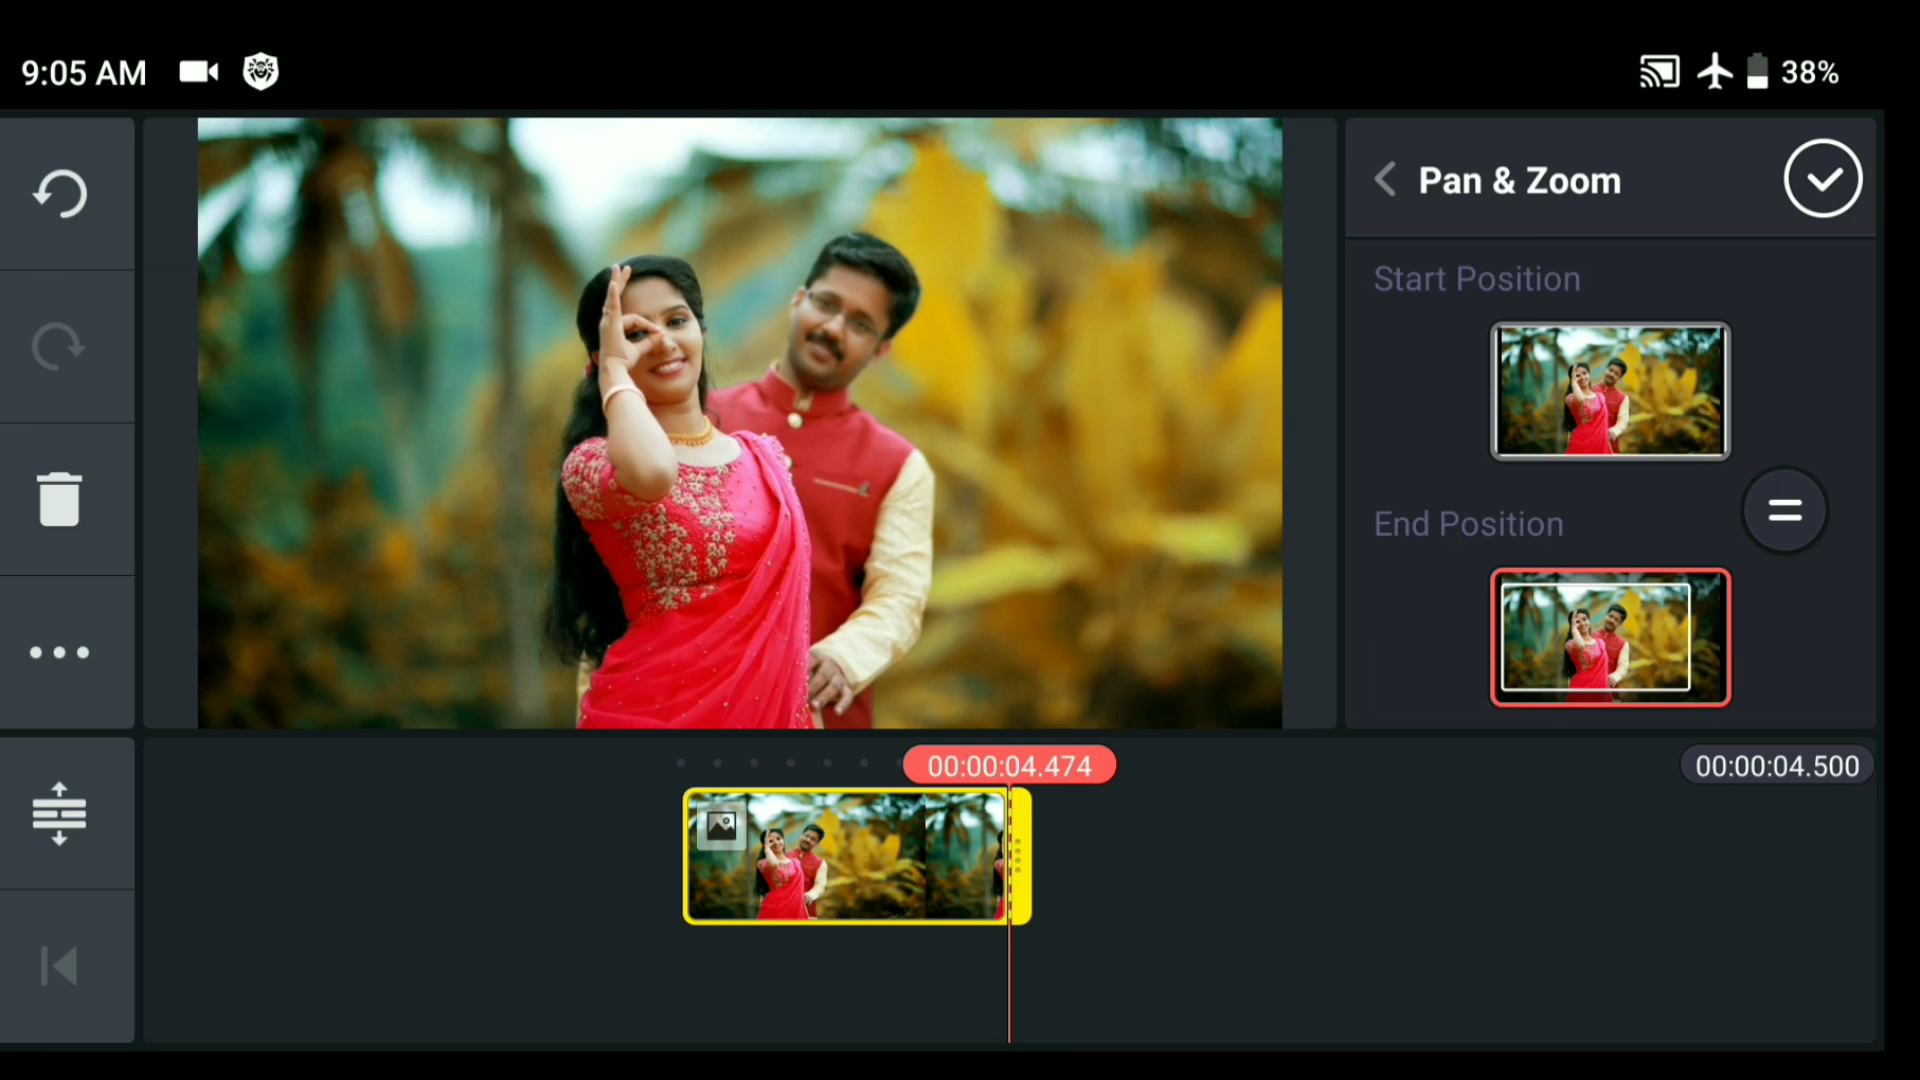 9:05 AM
38%
Pan & Zoom
Start Position
End Position
00:00:04.474
00:00:04.500